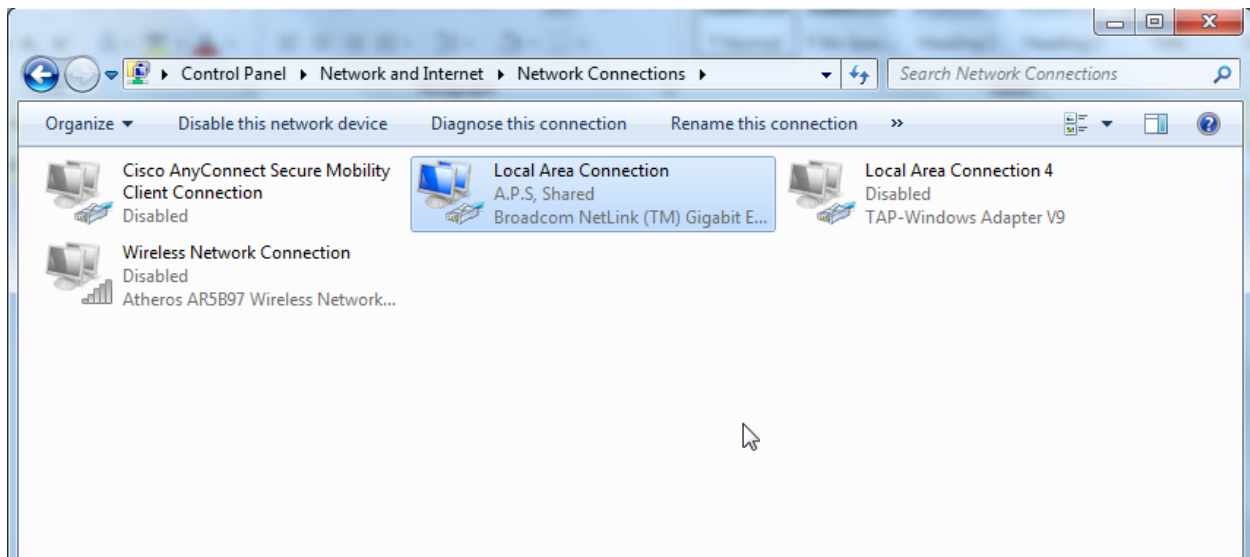 Control Panel Network and Internet Network Connections
Search Network Connections
Organize Disable this network device Diagnose this connection Rename this connection »
Cisco AnyConnect Secure Mobility
Client Connection
Disabled
Local Area Connection
A.P.S, Shared
Broadcom NetLink (TM) Gigabit E...
Local Area Connection 4
Disabled
TAP-Windows Adapter V9
Wireless Network Connection
Disabled
Atheros AR5B97 Wireless Network...